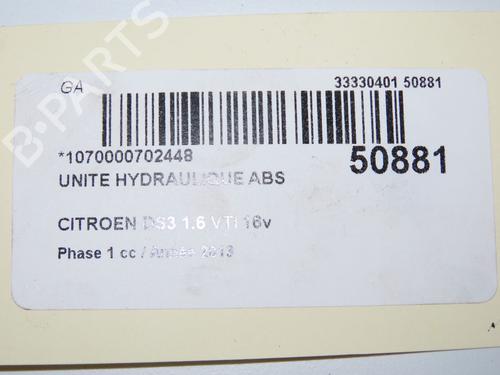 B-PARTS
GA
33330401 50881
*1070000702448
50881
UNITE HYDRAULIQUE ABS
CITROEN DS3 1.6 VTI 16v
Phase 1 cc / Année 2013